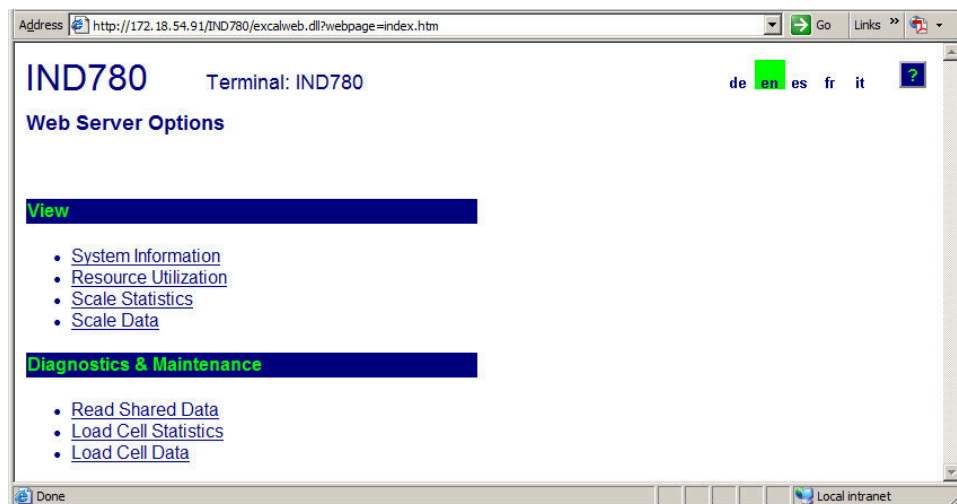 Address http://172.18.54.91/IND780/excalweb.dll?webpage=index.htm Go Links »
IND780 Terminal: IND780 de en es fr it ?
Web Server Options
View
• System Information
• Resource Utilization
• Scale Statistics
• Scale Data
Diagnostics & Maintenance
• Read Shared Data
• Load Cell Statistics
• Load Cell Data
Done Local intranet